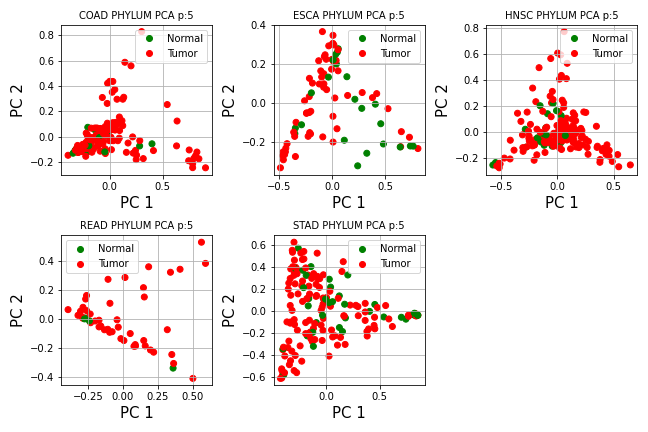 COAD PHYLUM PCA p:5
0.8
0.6
0.4
0.2
0.0
−0.2
0.0
0.5
PC 2
PC 1
Normal
Tumor
ESCA PHYLUM PCA p:5
0.4
0.2
0.0
−0.2
−0.5
0.0
0.5
PC 2
PC 1
Normal
Tumor
HNSC PHYLUM PCA p:5
0.8
0.6
0.4
0.2
0.0
−0.2
−0.5
0.0
0.5
PC 2
PC 1
Normal
Tumor
READ PHYLUM PCA p:5
0.4
0.2
0.0
−0.2
−0.4
−0.25
0.00
0.25
0.50
PC 2
PC 1
Normal
Tumor
STAD PHYLUM PCA p:5
0.6
0.4
0.2
0.0
−0.2
−0.4
−0.6
0.0
0.5
PC 2
PC 1
Normal
Tumor